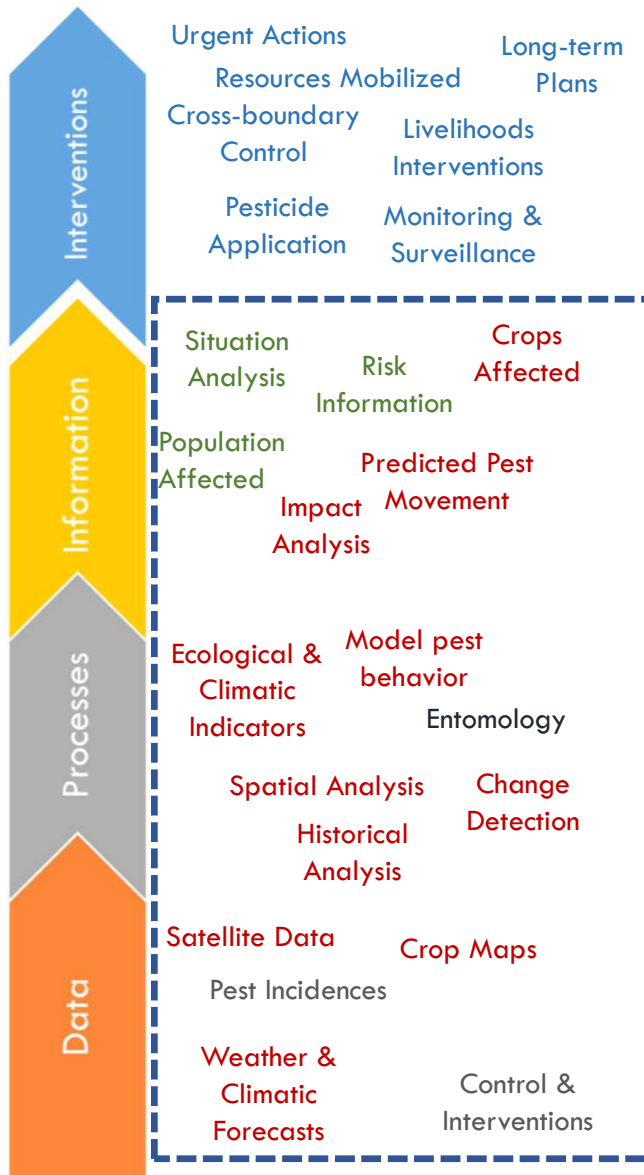 Interventions
Urgent Actions
Long-term
Plans
Resources Mobilized
Cross-boundary
Control
Livelihoods
Interventions
Pesticide
Application
Monitoring &
Surveillance
Information
Situation
Analysis
Risk
Information
Crops
Affected
Population
Affected
Predicted Pest
Movement
Impact
Analysis
Processes
Ecological &
Climatic
Indicators
Model pest
behavior
Entomology
Spatial Analysis
Change
Detection
Historical
Analysis
Data
Satellite Data
Crop Maps
Pest Incidences
Weather &
Climatic
Forecasts
Control &
Interventions